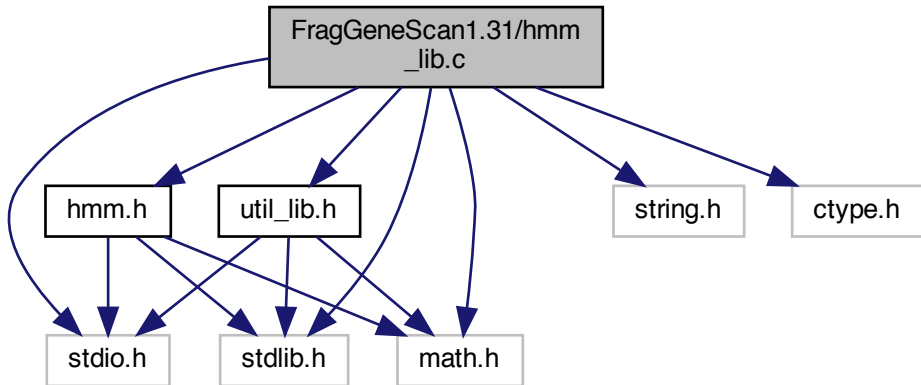 FragGeneScan1.31/hmm
_lib.c
hmm.h
util_lib.h
string.h
ctype.h
stdio.h
stdlib.h
math.h